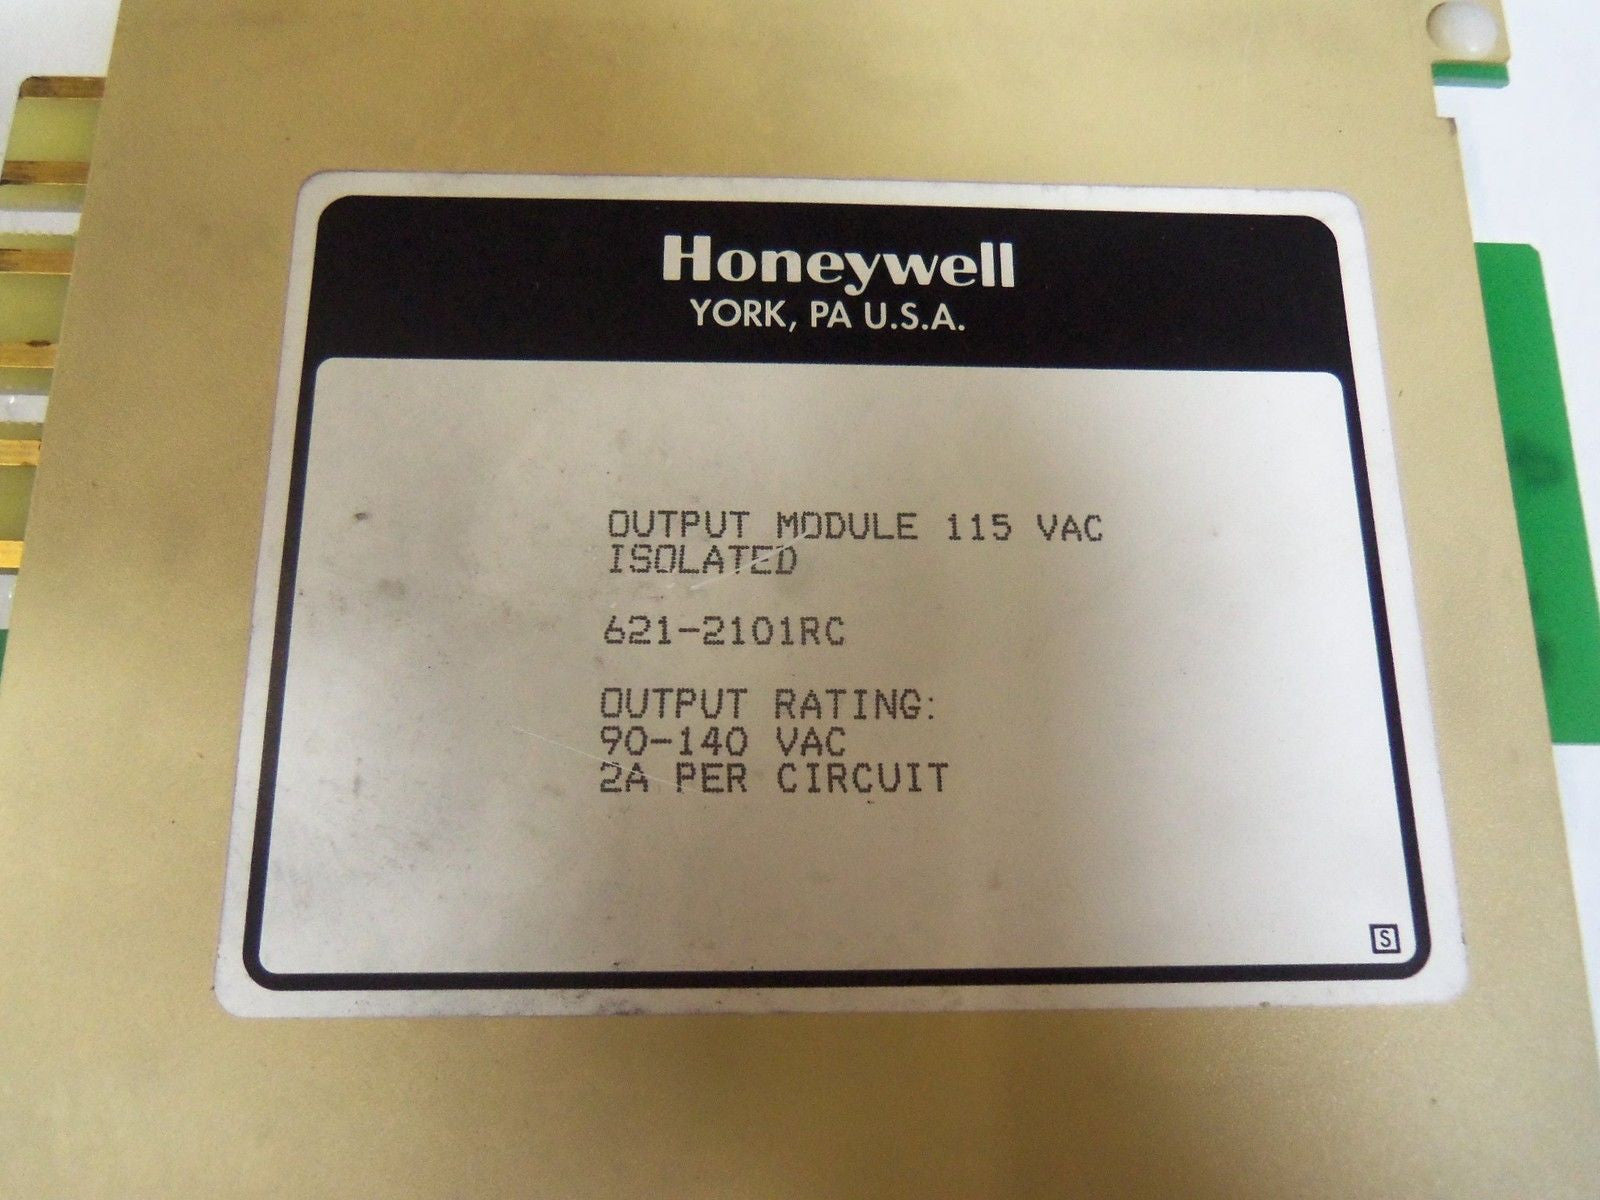 Honeywell
YORK, PA U.S.A.
OUTPUT MODULE 115 VAC
ISOLATED
621-2101RC
OUTPUT RATING:
90-140 VAC
2A PER CIRCUIT
S